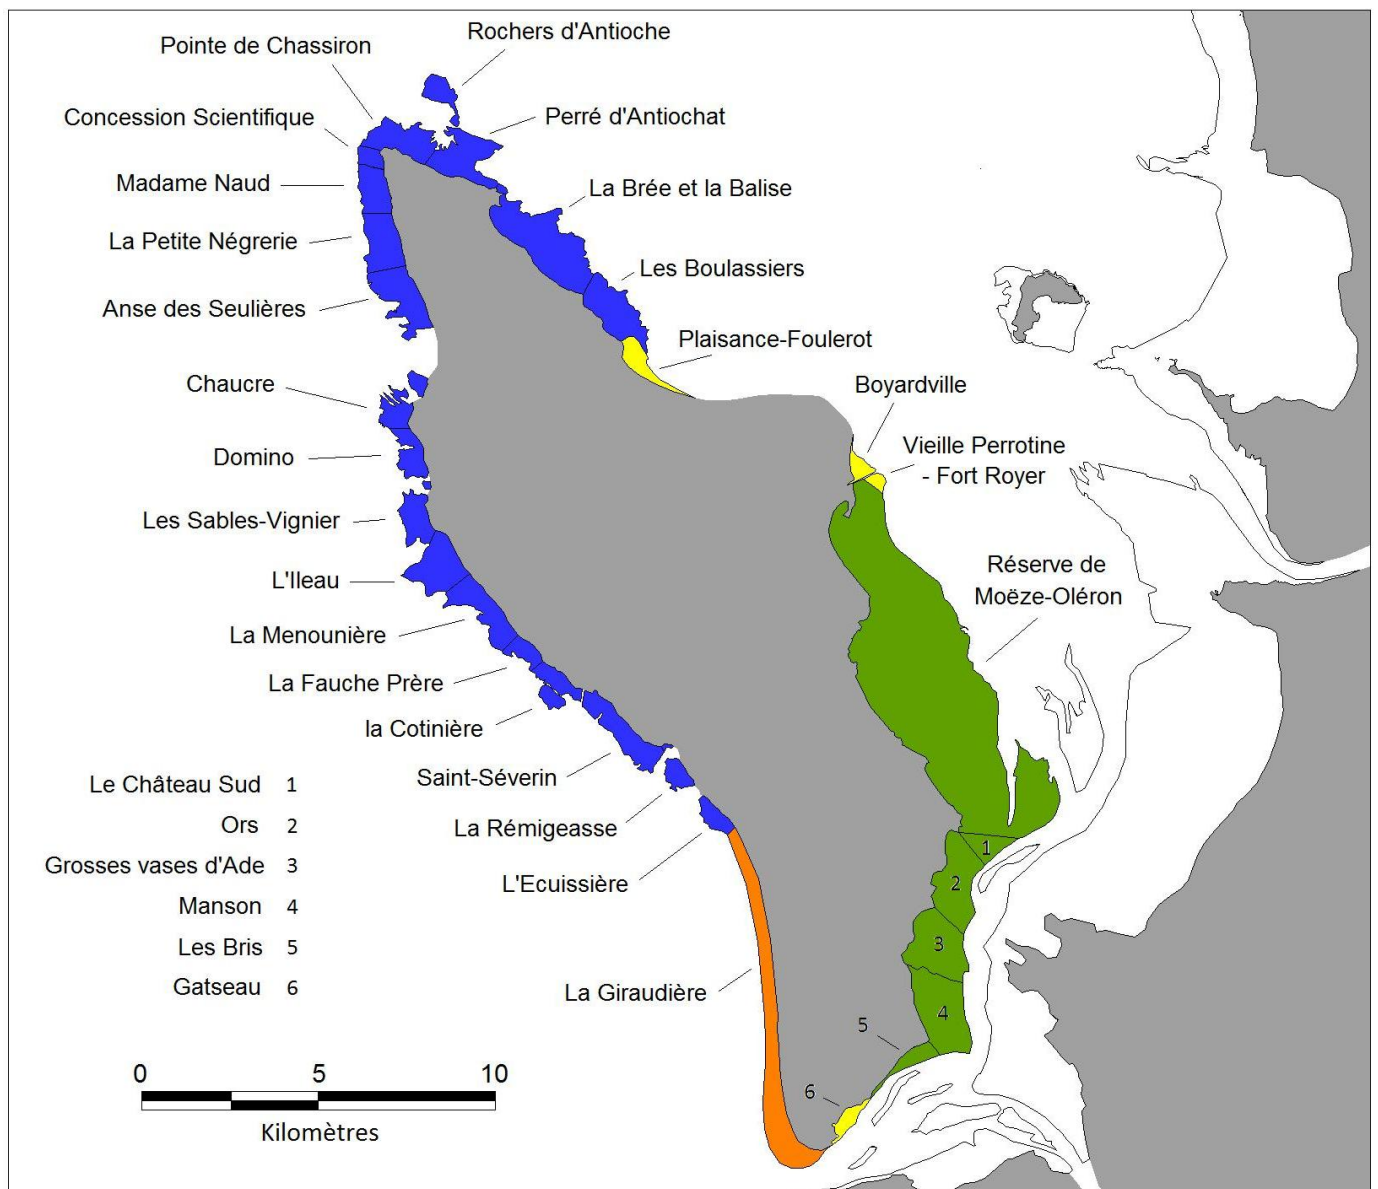 Rochers d'Antioche
Pointe de Chassiron
Concession Scientifique
Perré d'Antiochat
Madame Naud
La Brée et la Balise
La Petite Négrerie
Les Boulassiers
Anse des Seulières
Plaisance-Foulerot
Chaucre
Boyardville
Domino
Vieille Perrotine
- Fort Royer
Les Sables-Vignier
L'Ileau
Réserve de
Moëze-Oléron
La Menounière
La Fauche Prère
la Cotinière
Saint-Séverin
La Rémigeasse
L'Ecuissière
La Giraudière
Le Château Sud 1
Ors 2
Grosses vases d'Ade 3
Manson 4
Les Bris 5
Gatseau 6
1
2
3
4
5
6
0 5 10
Kilomètres